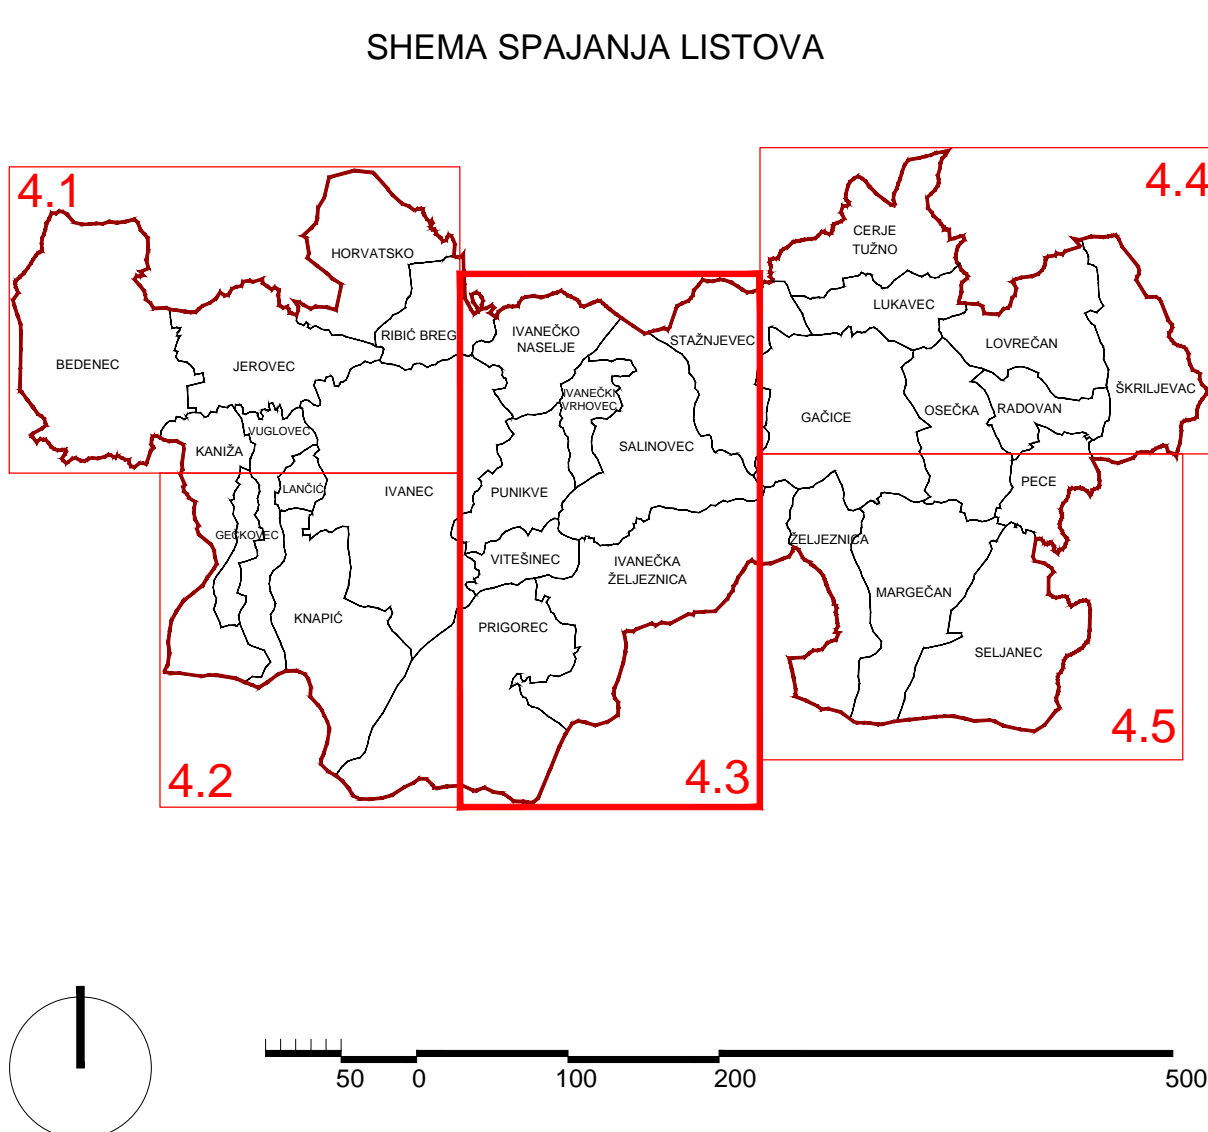 SHEMA SPAJANJA LISTOVA
4.1
4.4
CERJE
TUŽNO
HORVATSKO
LUKAVEC
RIBIĆ BREG
IVANEČKO
NASELJE
STAŽNJEVEC
LOVREČAN
BEDENEC
JEROVEC
ŠKRILJEVAC
IVANEČKI
VRHOVEC
GAČICE
OSEČKA
RADOVAN
VUGLOVEC
KANIŽA
SALINOVEC
LANČIĆ
IVANEC
PUNIKVE
PECE
GEČKOVEC
ŽELJEZNICA
VITEŠINEC
IVANEČKA
ŽELJEZNICA
MARGEČAN
KNAPIĆ
PRIGOREC
SELJANEC
4.5
4.2
4.3
50 0 100 200 500